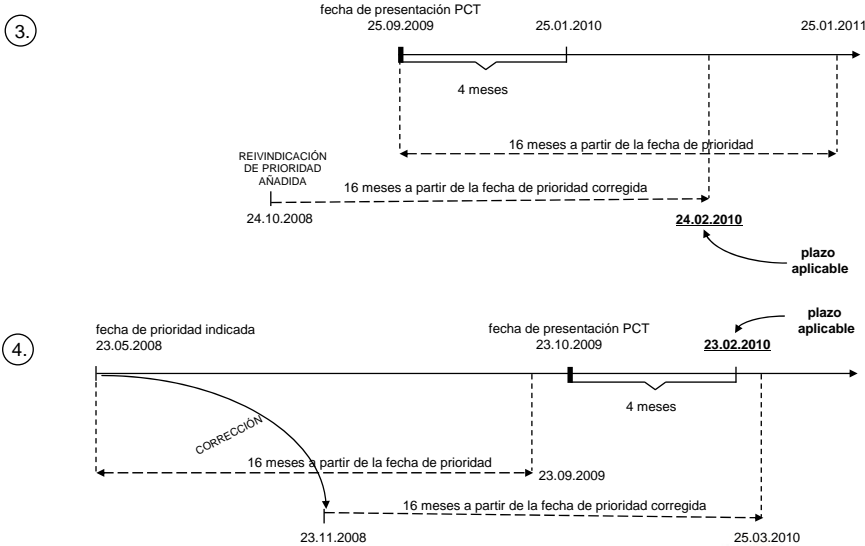 3.
fecha de presentación PCT
25.09.2009
25.01.2010
25.01.2011
4 meses
16 meses a partir de la fecha de prioridad
REIVINDICACIÓN
DE PRIORIDAD
AÑADIDA
16 meses a partir de la fecha de prioridad corregida
24.10.2008
24.02.2010
plazo
aplicable
4.
fecha de prioridad indicada
23.05.2008
fecha de presentación PCT
23.10.2009
23.02.2010
plazo
aplicable
4 meses
CORRECCIÓN
16 meses a partir de la fecha de prioridad
23.09.2009
16 meses a partir de la fecha de prioridad corregida
23.11.2008
25.03.2010